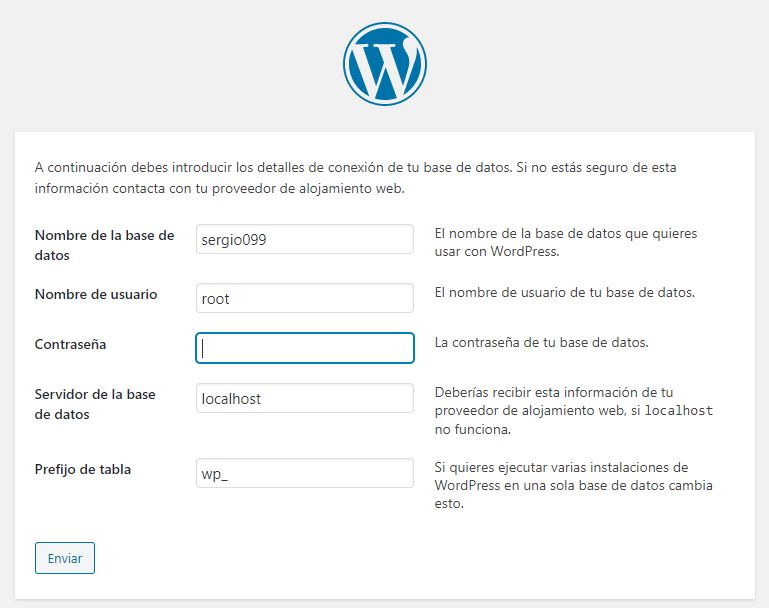 A continuación debes introducir los detalles de conexión de tu base de datos. Si no estás seguro de esta
información contacta con tu proveedor de alojamiento web.
Nombre de la base de
datos
sergio099
El nombre de la base de datos que quieres
usar con WordPress.
Nombre de usuario
root
El nombre de usuario de tu base de datos.
Contraseña
La contraseña de tu base de datos.
Servidor de la base
de datos
localhost
Deberías recibir esta información de tu
proveedor de alojamiento web, si localhost
no funciona.
Prefijo de tabla
wp_
Si quieres ejecutar varias instalaciones de
WordPress en una sola base de datos cambia
esto.
Enviar